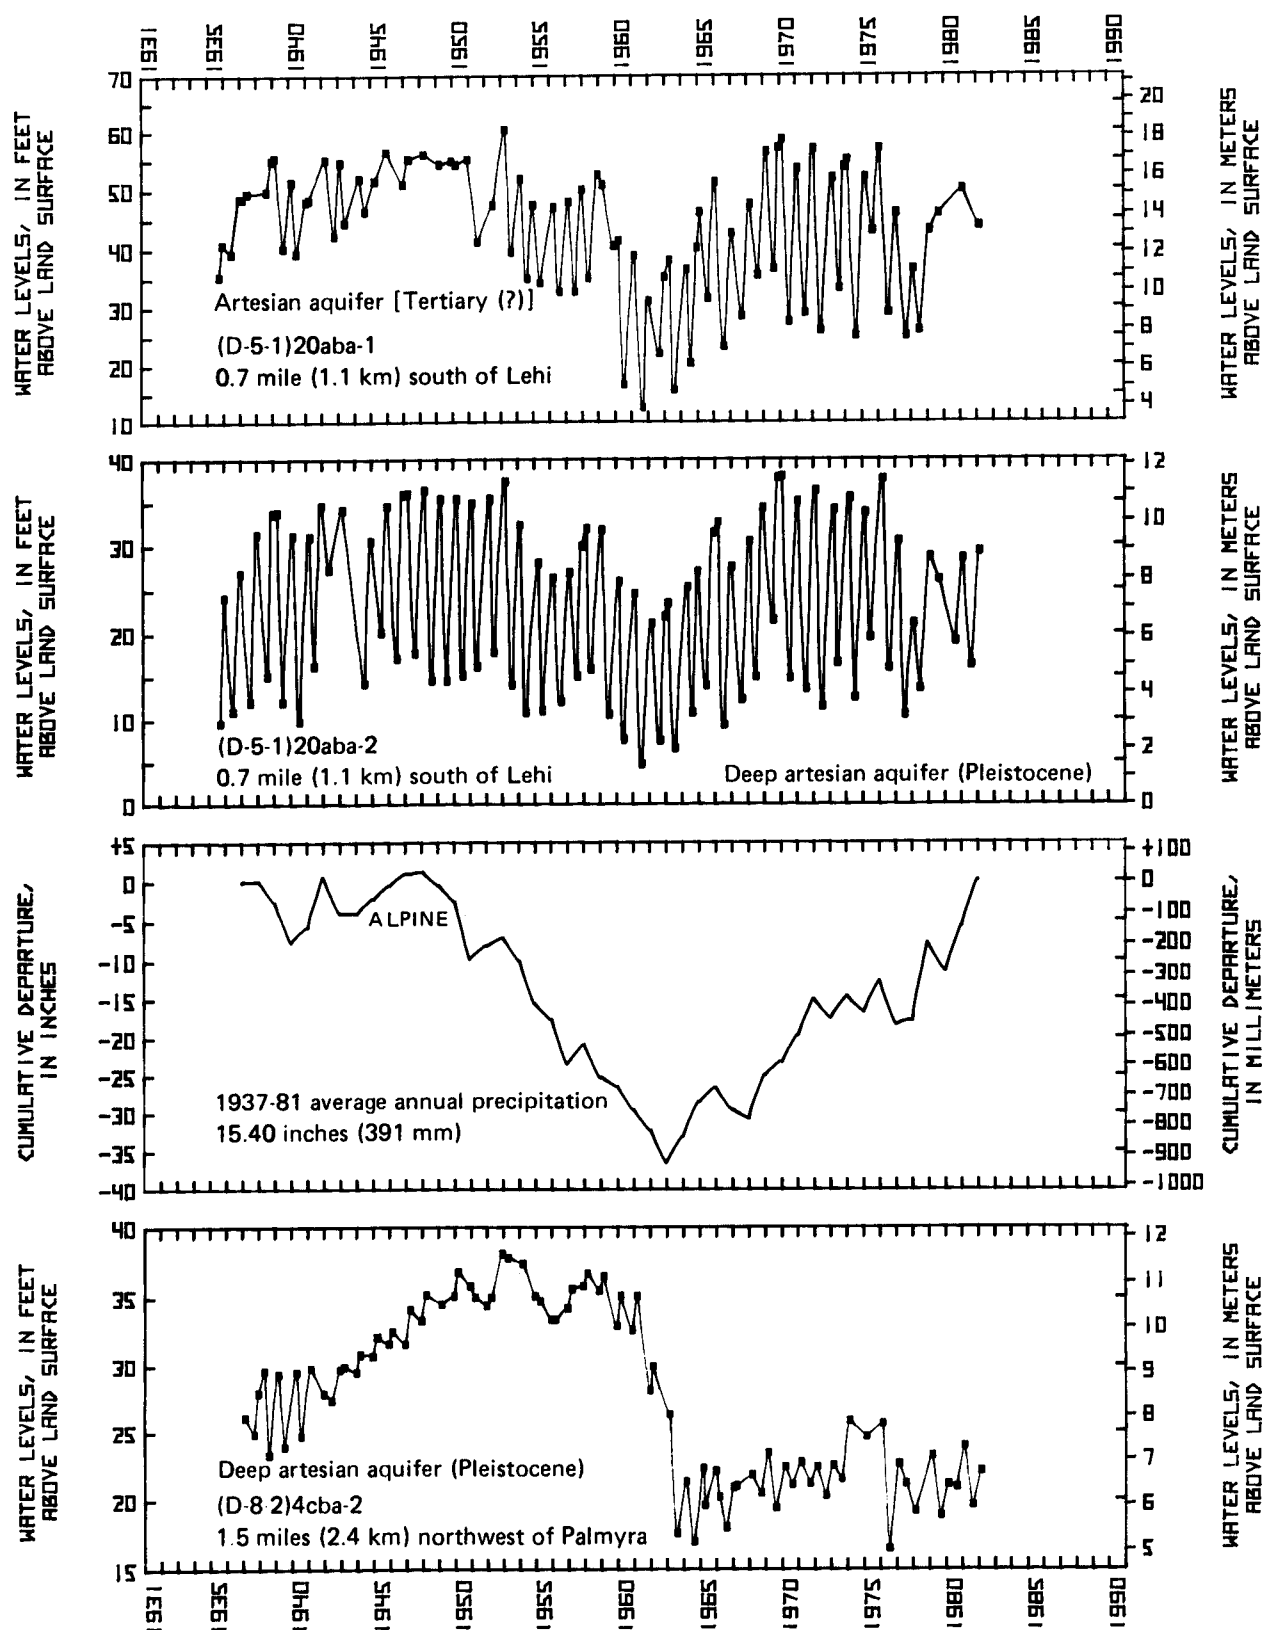 1931 1935 1940 1945 1950 1955 1960 1965 1970 1975 1980 1985 1990
WATER LEVELS, IN FEET
ABOVE LAND SURFACE
70
60
50
40
30
20
10
Artesian aquifer [Tertiary (?)]
(D-5-1)20aba-1
0.7 mile (1.1 km) south of Lehi
20
18
16
14
12
10
8
6
4
WATER LEVELS, IN METERS
ABOVE LAND SURFACE
WATER LEVELS, IN FEET
ABOVE LAND SURFACE
40
30
20
10
0
(D-5-1)20aba-2
0.7 mile (1.1 km) south of Lehi
Deep artesian aquifer (Pleistocene)
12
10
8
6
4
2
0
WATER LEVELS, IN METERS
ABOVE LAND SURFACE
CUMULATIVE DEPARTURE,
IN INCHES
+5
0
-5
-10
-15
-20
-25
-30
-35
-40
ALPINE
1937-81 average annual precipitation
15.40 inches (391 mm)
+100
0
-100
-200
-300
-400
-500
-600
-700
-800
-900
-1000
CUMULATIVE DEPARTURE,
IN MILLIMETERS
WATER LEVELS, IN FEET
ABOVE LAND SURFACE
40
35
30
25
20
15
Deep artesian aquifer (Pleistocene)
(D-8-2)4cba-2
1.5 miles (2.4 km) northwest of Palmyra
12
11
10
9
8
7
6
5
WATER LEVELS, IN METERS
ABOVE LAND SURFACE
1931 1935 1940 1945 1950 1955 1960 1965 1970 1975 1980 1985 1990